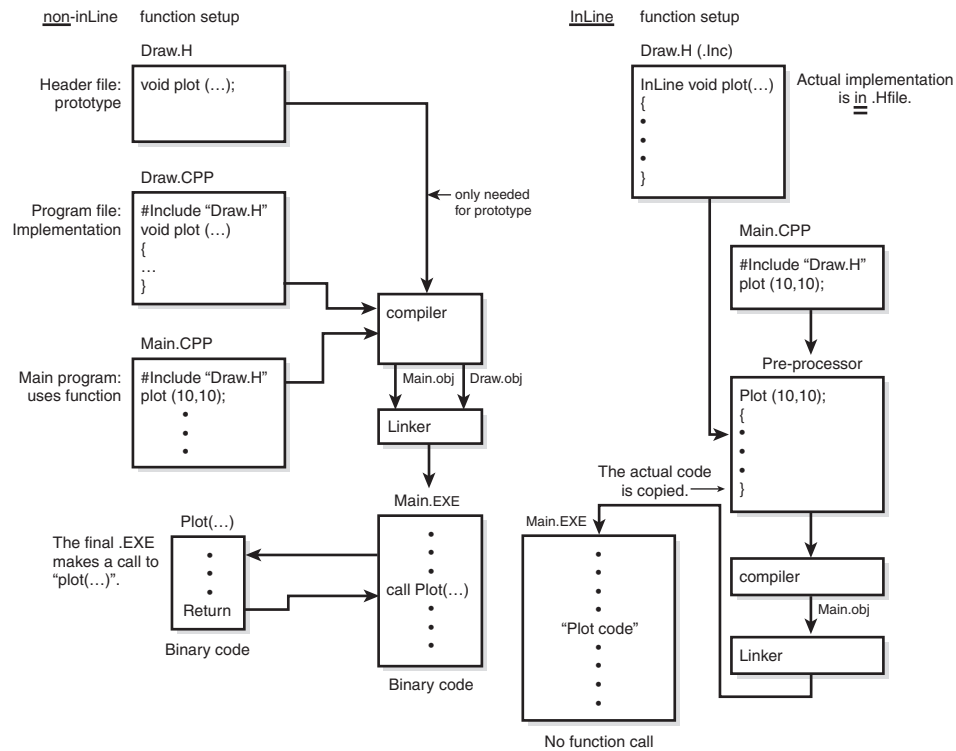 non-inLine function setup
Draw.H
Header file:
prototype
void plot (…);
only needed
for prototype
Draw.CPP
Program file:
Implementation
#Include “Draw.H”
void plot (…)
{
…
}
compiler
Main.CPP
Main program:
uses function
#Include “Draw.H”
plot (10,10);
•
•
•
Main.obj
Draw.obj
Linker
Main.EXE
Plot(…)
The final .EXE
makes a call to
“plot(…)”.
•
•
•
Return
Binary code
•
•
•
call Plot(…)
•
•
•
Binary code
InLine function setup
Draw.H (.Inc)
InLine void plot(…)
{
•
•
•
•
}
Actual implementation
is in .Hfile.
Main.CPP
#Include “Draw.H”
plot (10,10);
Pre-processor
Plot (10,10);
{
•
•
•
•
}
The actual code
is copied.
compiler
Main.obj
Linker
Main.EXE
•
•
•
•
“Plot code”
•
•
•
•
No function call